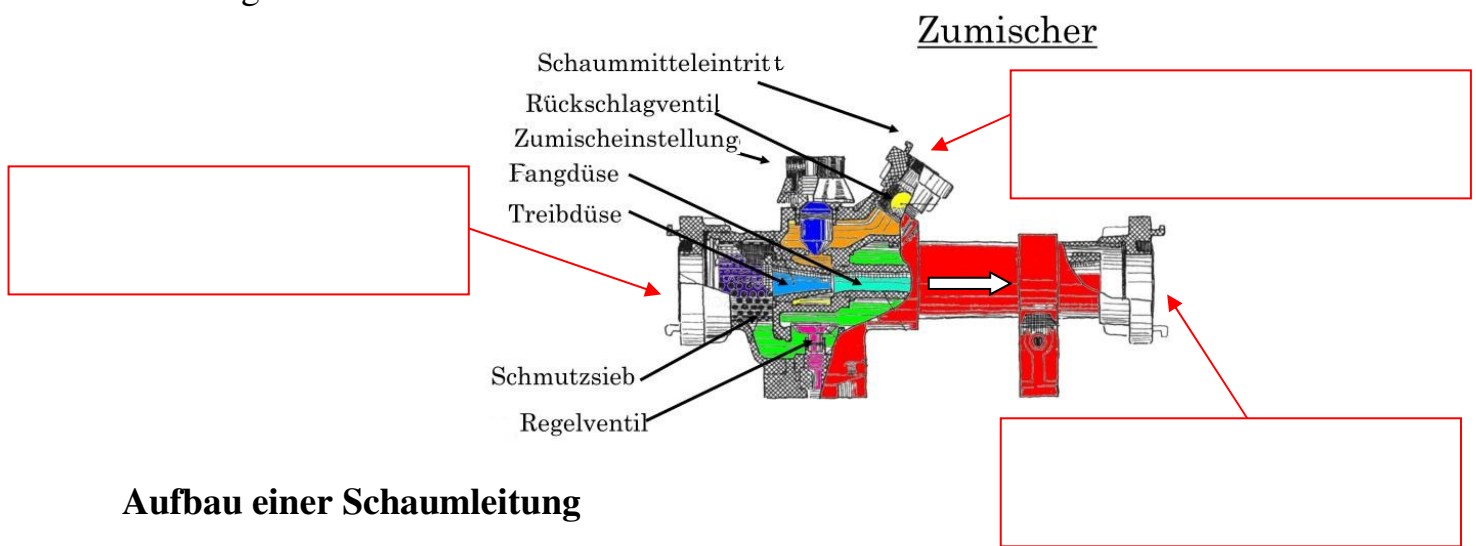 Zumischer
Schaummitteleintritt
Rückschlagventil
Zumischeinstellung
Fangdüse
Treibdüse
Schmutzsieb
Regelventil
Aufbau einer Schaumleitung